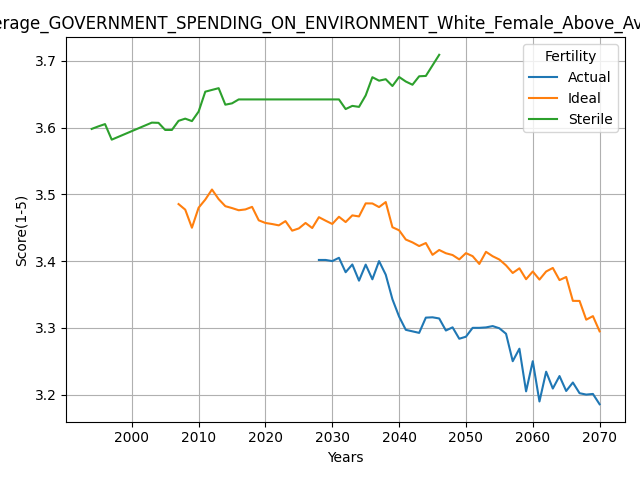 erage_GOVERNMENT_SPENDING_ON_ENVIRONMENT_White_Female_Above_Av
Fertility
Actual
Ideal
Sterile
Score(1-5)
3.7
3.6
3.5
3.4
3.3
3.2
2000 2010 2020 2030 2040 2050 2060 2070
Years